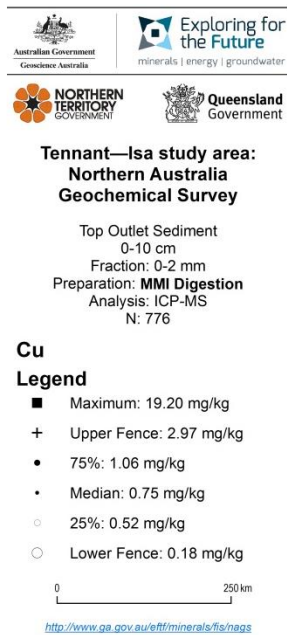 Australian Government
Geoscience Australia
Exploring for
the Future
minerals | energy | groundwater
NORTHERN
TERRITORY
GOVERNMENT
Queensland
Government
Tennant—Isa study area:
Northern Australia
Geochemical Survey
Top Outlet Sediment
0-10 cm
Fraction: 0-2 mm
Preparation: MMI Digestion
Analysis: ICP-MS
N: 776
Cu
Legend
Maximum: 19.20 mg/kg
Upper Fence: 2.97 mg/kg
75%: 1.06 mg/kg
Median: 0.75 mg/kg
25%: 0.52 mg/kg
Lower Fence: 0.18 mg/kg
0 250 km
http://www.ga.gov.au/eftf/minerals/fis/nags